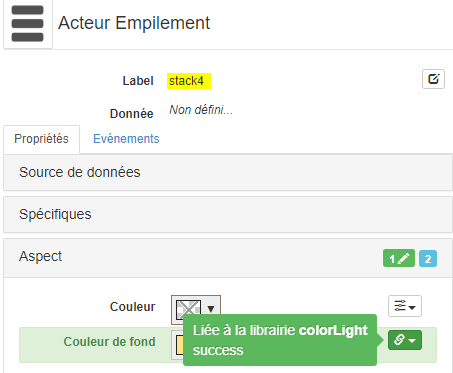 Acteur Empilement
Label stack4
Donnée Non défini...
Propriétés Evénements
Source de données
Spécifiques
Aspect 1 2
Couleur
Liée à la librairie colorLight
success
Couleur de fond